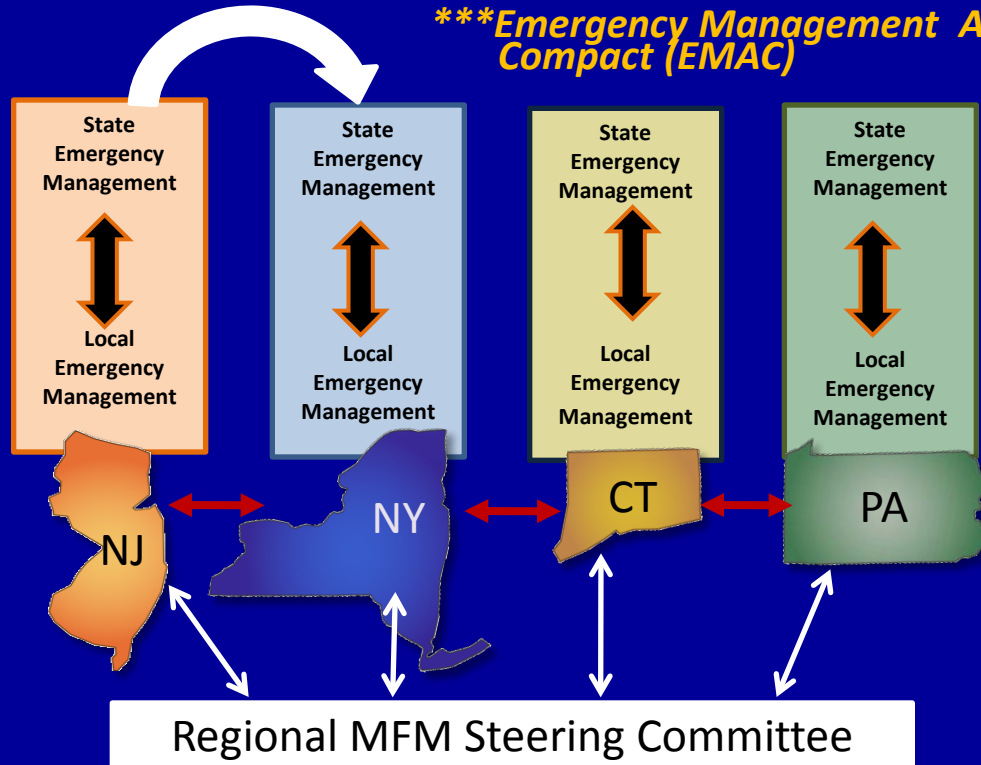 ***Emergency Management A
Compact (EMAC)
State
Emergency
Management
Local
Emergency
Management
State
Emergency
Management
Local
Emergency
Management
State
Emergency
Management
Local
Emergency
Management
State
Emergency
Management
Local
Emergency
Management
NJ
NY
CT
PA
Regional MFM Steering Committee